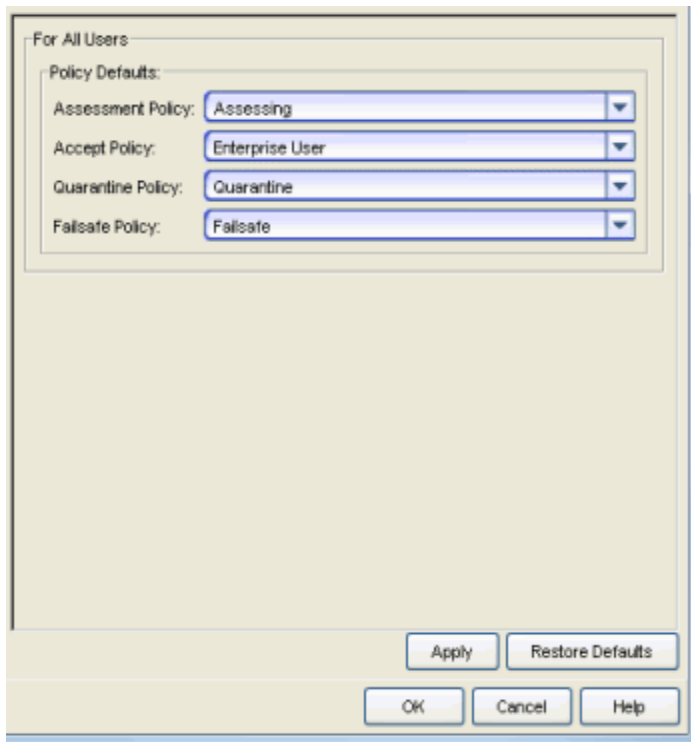 For All Users
Policy Defaults:
Assessment Policy: Assessing
Accept Policy: Enterprise User
Quarantine Policy: Quarantine
Failsafe Policy: Failsafe
Apply Restore Defaults
OK Cancel Help